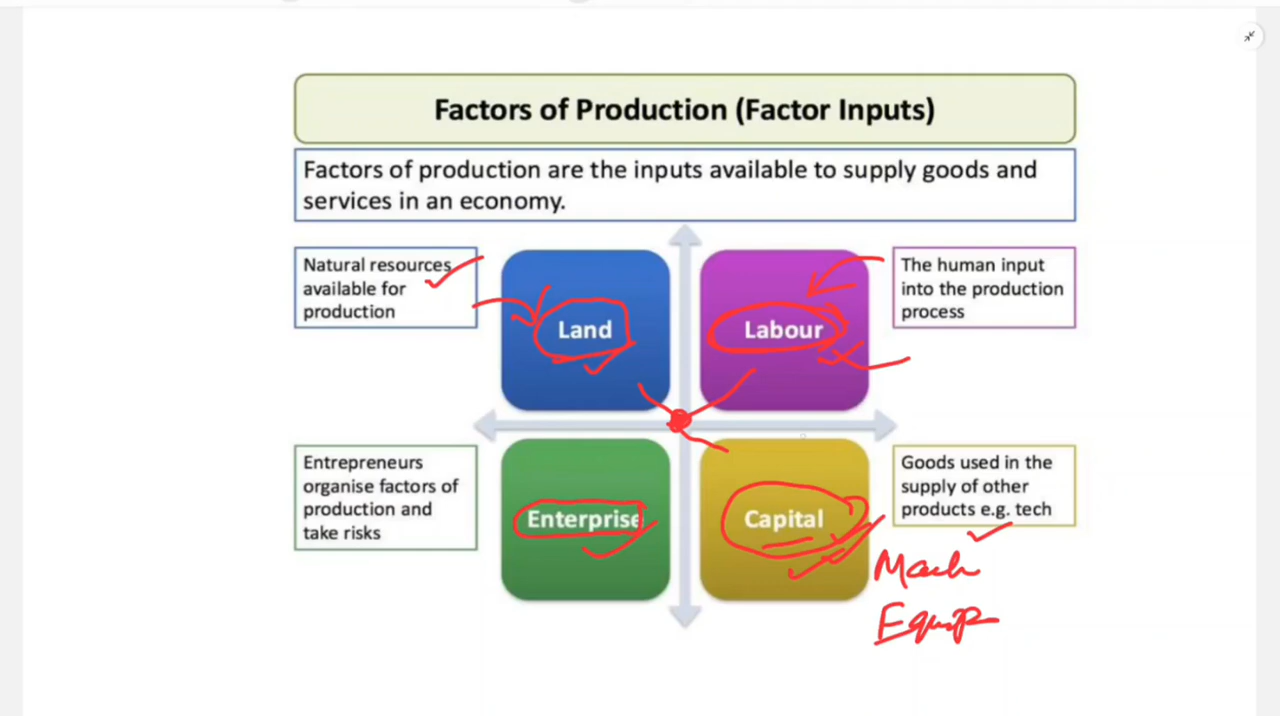 Factors of Production (Factor Inputs)
Factors of production are the inputs available to supply goods and
services in an economy.
Natural resources
available for
production
Land
Labour
The human input
into the production
process
Entrepreneurs
organise factors of
production and
take risks
Enterprise
Capital
Goods used in the
supply of other
products e.g. tech
Mach
Equip